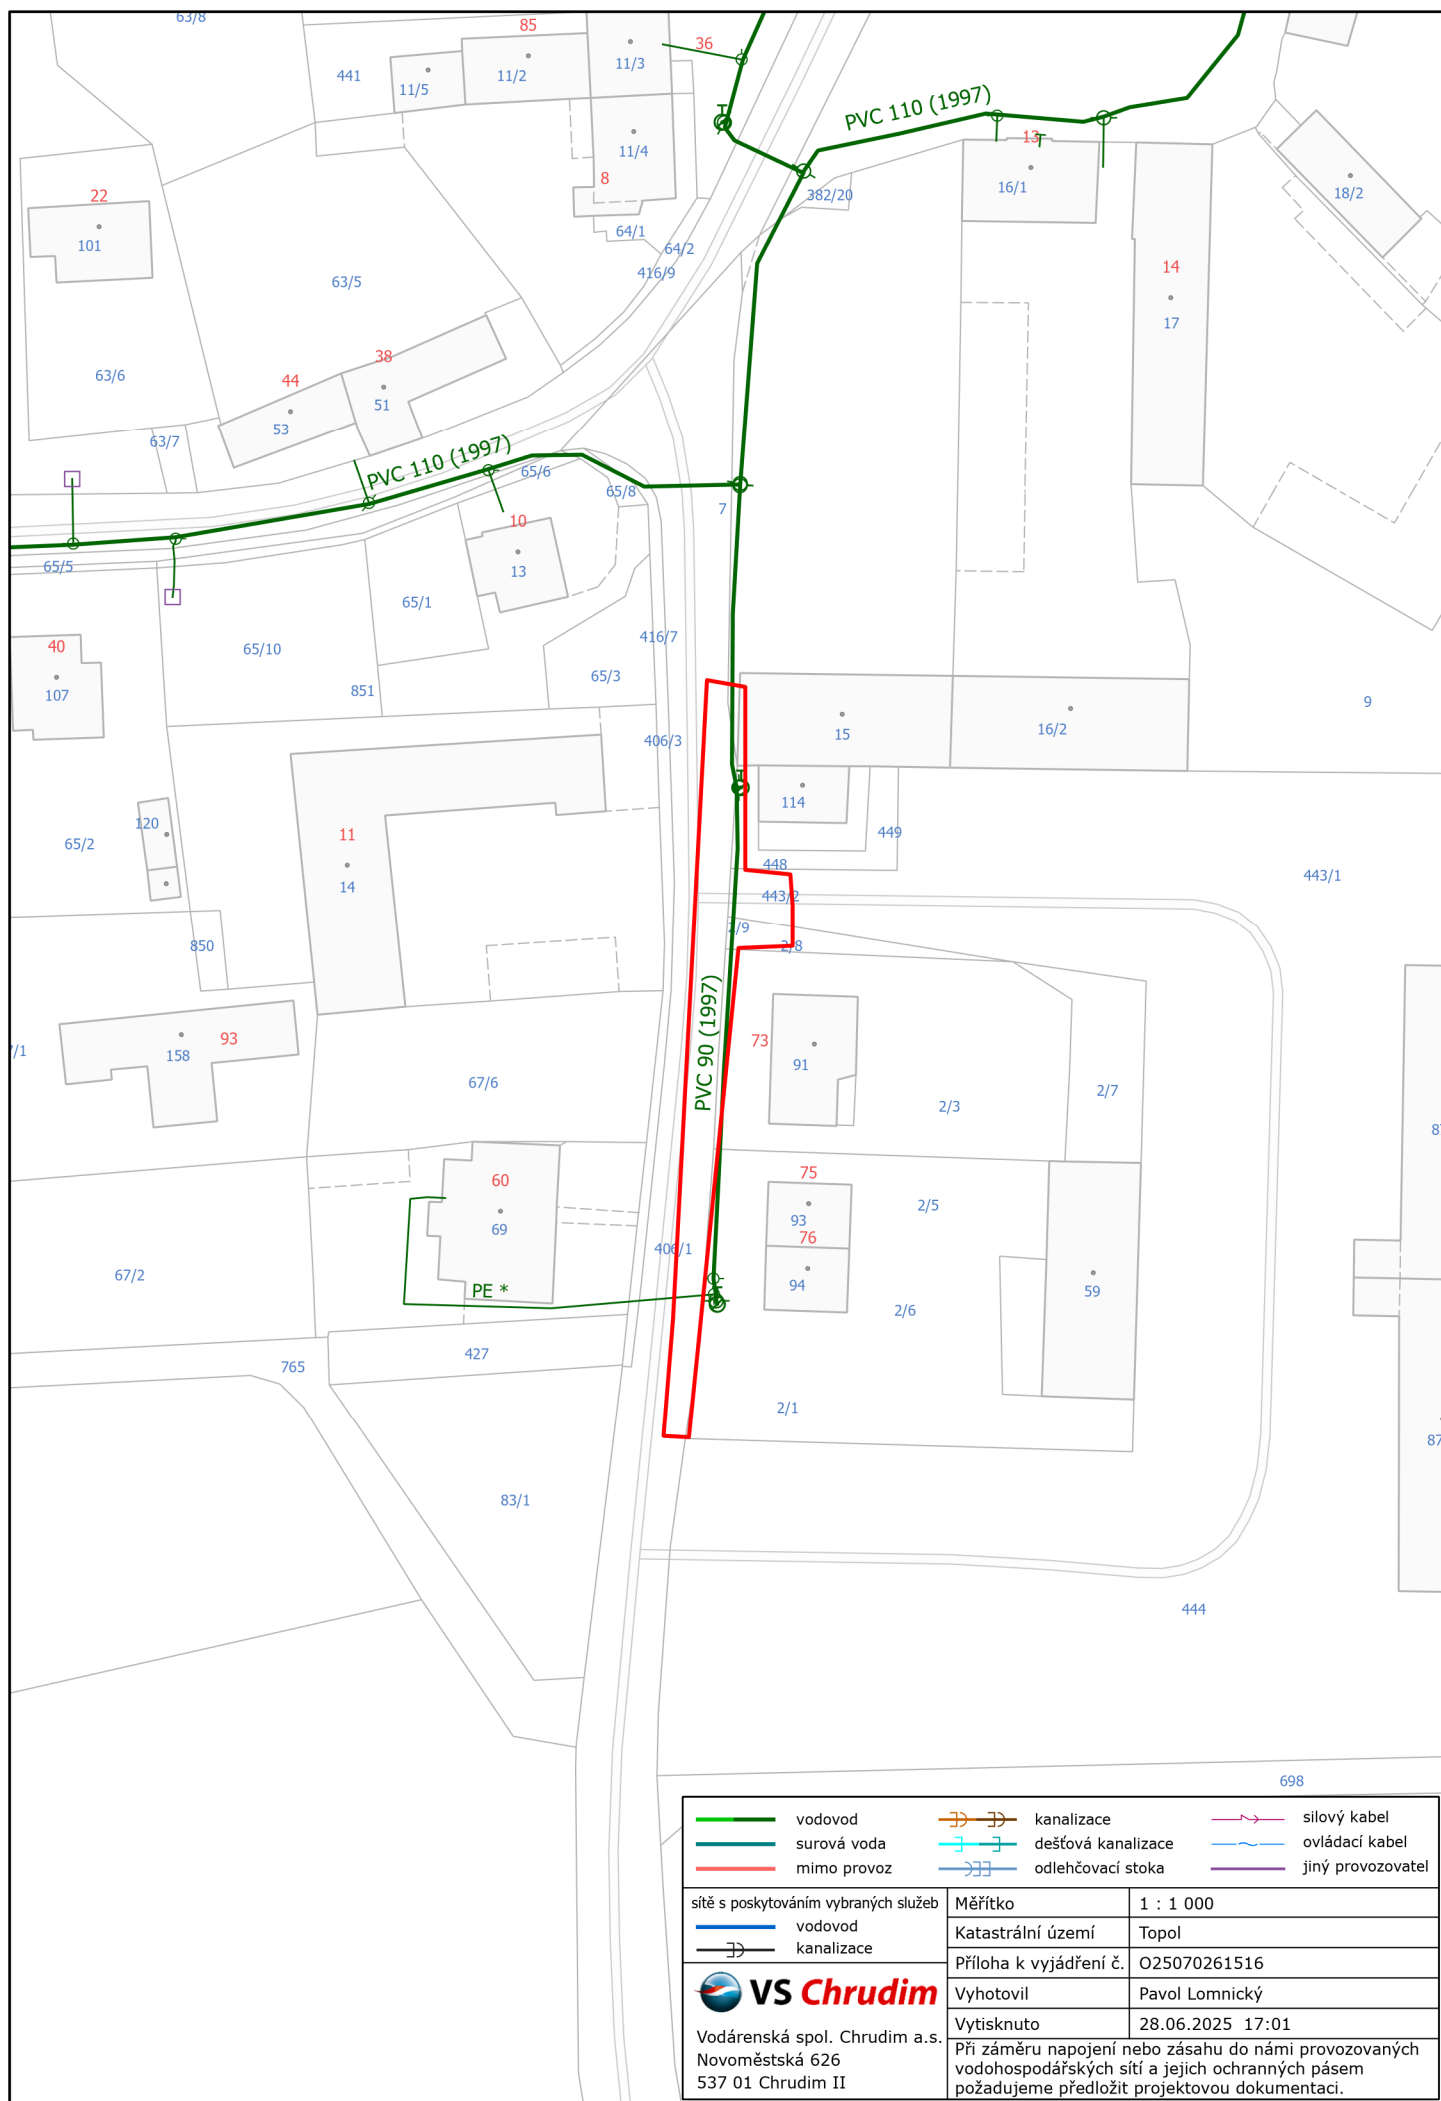 63/8
85
36
441
11/5
11/2
11/3
PVC 110 (1997)
T
11/4
13
T
16/1
18/2
8
382/20
22
101
64/1
64/2
416/9
63/5
14
17
38
44
51
53
63/6
63/7
PVC 110 (1997)
65/6
65/8
7
10
13
65/5
65/1
40
107
65/10
851
416/7
65/3
406/3
15
16/2
9
120
65/2
11
14
T
114
449
448
443/2
443/1
850
2/9
2/8
93
158
67/6
PVC 90 (1997)
73
91
2/3
2/7
60
69
75
93
76
94
2/5
2/6
59
67/2
406/1
PE *
765
427
2/1
83/1
444
698
vodovod
kanalizace
silový kabel
surová voda
dešťová kanalizace
ovládací kabel
mimo provoz
odlehčovací stoka
jiný provozovatel
sítě s poskytováním vybraných služeb
vodovod
kanalizace
Měřítko 1 : 1 000
Katastrální území Topol
Příloha k vyjádření č. O25070261516
Vyhotovil Pavol Lomnický
Vytisknuto 28.06.2025 17:01
VS Chrudim
Vodárenská spol. Chrudim a.s.
Novoměstská 626
537 01 Chrudim II
Při záměru napojení nebo zásahu do námi provozovaných
vodohospodářských sítí a jejich ochranných pásem
požadujeme předložit projektovou dokumentaci.